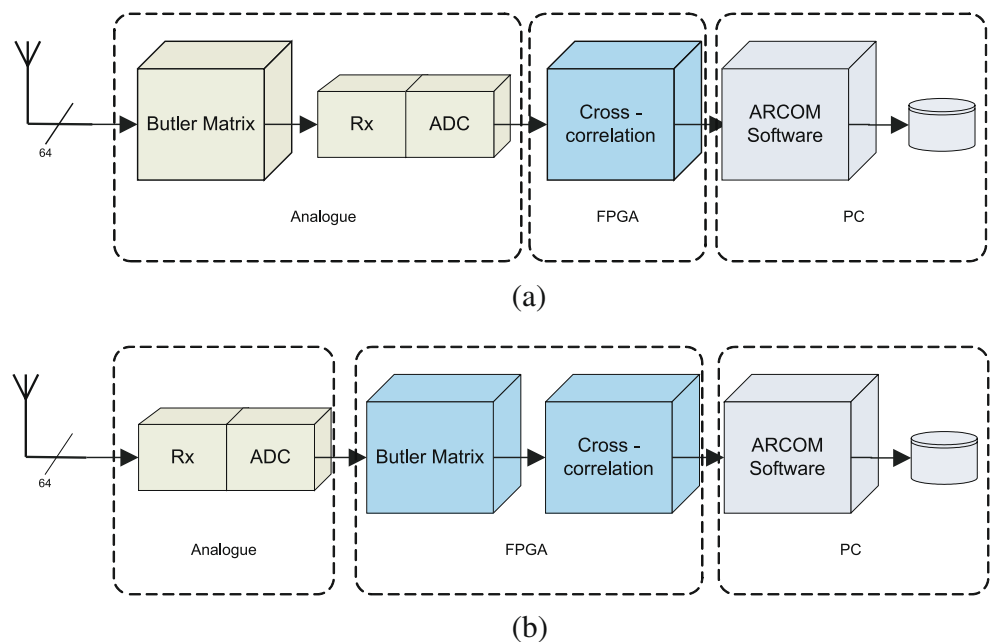 64
Butler Matrix
Rx
ADC
Cross -
correlation
ARCOM
Software
Analogue
FPGA
PC
(a)
64
Rx
ADC
Butler Matrix
Cross -
correlation
ARCOM
Software
Analogue
FPGA
PC
(b)